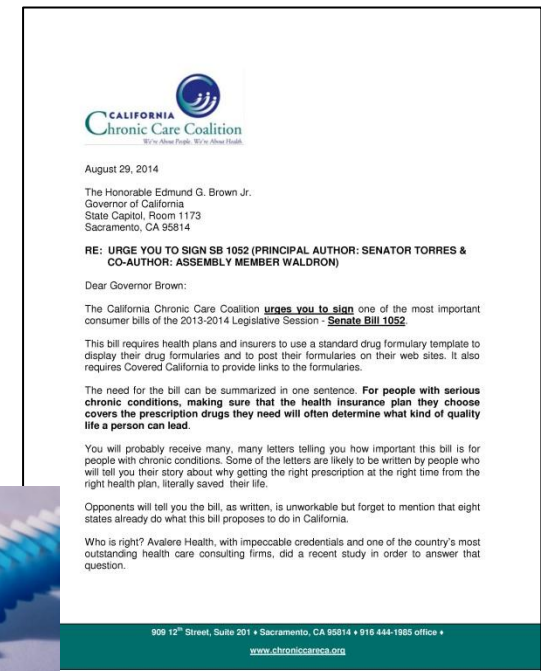 CALIFORNIA
Chronic Care Coalition
We're About People. We're About Health.
August 29, 2014
The Honorable Edmund G. Brown Jr.
Governor of California
State Capitol, Room 1173
Sacramento, CA 95814
RE: URGE YOU TO SIGN SB 1052 (PRINCIPAL AUTHOR: SENATOR TORRES &
CO-AUTHOR: ASSEMBLY MEMBER WALDRON)
Dear Governor Brown:
The California Chronic Care Coalition urges you to sign one of the most important
consumer bills of the 2013-2014 Legislative Session - Senate Bill 1052.
This bill requires health plans and insurers to use a standard drug formulary template to
display their drug formularies and to post their formularies on their web sites. It also
requires Covered California to provide links to the formularies.
The need for the bill can be summarized in one sentence. For people with serious
chronic conditions, making sure that the health insurance plan they choose
covers the prescription drugs they need will often determine what kind of quality
life a person can lead.
You will probably receive many, many letters telling you how important this bill is for
people with chronic conditions. Some of the letters are likely to be written by people who
will tell you their story about why getting the right prescription at the right time from the
right health plan, literally saved their life.
Opponents will tell you the bill, as written, is unworkable but forget to mention that eight
states already do what this bill proposes to do in California.
Who is right? Avalere Health, with impeccable credentials and one of the country's most
outstanding health care consulting firms, did a recent study in order to answer that
question.
909 12th Street, Suite 201 ♦ Sacramento, CA 95814 ♦ 916 444-1985 office ♦
www.chroniccareca.org